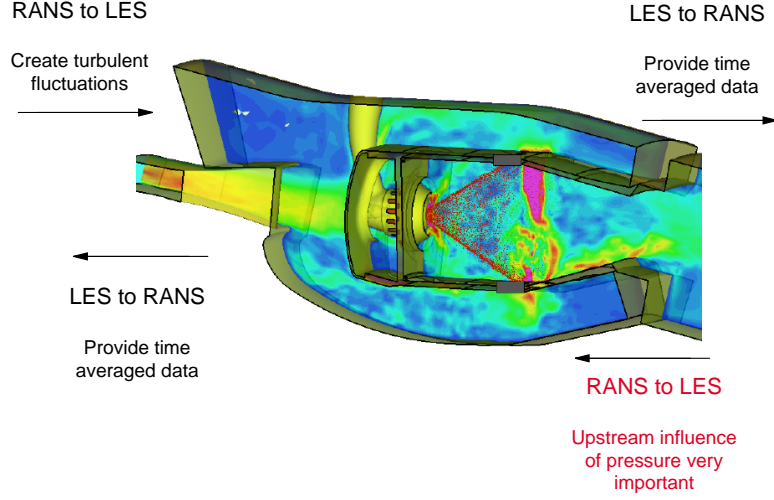 RANS to LES
Create turbulent
fluctuations
LES to RANS
Provide time
averaged data
LES to RANS
Provide time
averaged data
RANS to LES
Upstream influence
of pressure very
important